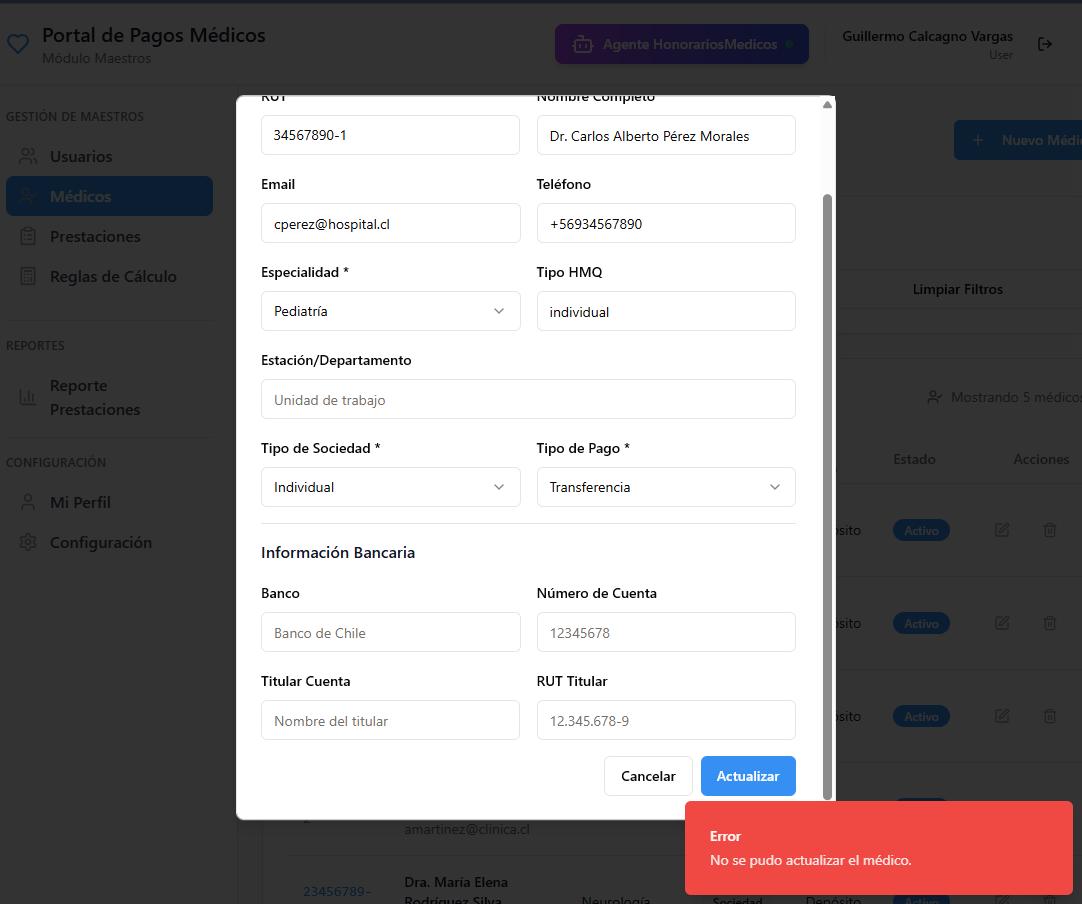 Portal de Pagos Médicos
Módulo Maestros
Agente HonorariosMedicos
Guillermo Calcagno Vargas
User
GESTIÓN DE MAESTROS
Usuarios
Médicos
Prestaciones
Reglas de Cálculo
REPORTES
Reporte
Prestaciones
CONFIGURACIÓN
Mi Perfil
Configuración
RUT
Nombre Completo
34567890-1
Dr. Carlos Alberto Pérez Morales
Email
Teléfono
cperez@hospital.cl
+56934567890
Especialidad *
Tipo HMQ
Pediatría
individual
Estación/Departamento
Unidad de trabajo
Tipo de Sociedad *
Tipo de Pago *
Individual
Transferencia
Información Bancaria
Banco
Número de Cuenta
Banco de Chile
12345678
Titular Cuenta
RUT Titular
Nombre del titular
12.345.678-9
Cancelar
Actualizar
+ Nuevo Médi
Limpiar Filtros
Mostrando 5 médicos
Estado
Acciones
ósito
Activo
ósito
Activo
ósito
Activo
amartinez@clinica.cl
23456789-
Dra. María Elena
Rodríguez Silva
Neurología
Sociedad
Depósito
Activo
Error
No se pudo actualizar el médico.